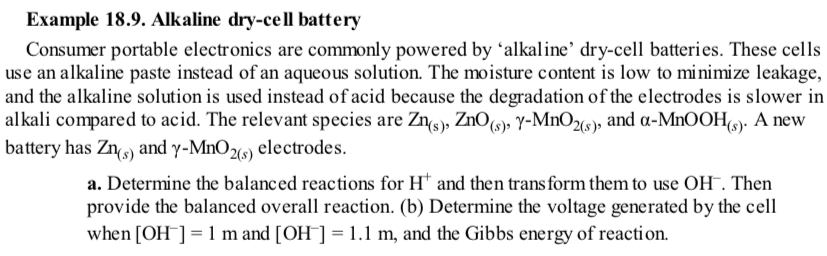 Example 18.9. Alkaline dry-cell battery
Consumer portable electronics are commonly powered by ‘alkaline’ dry-cell batteries. These cells
use an alkaline paste instead of an aqueous solution. The moisture content is low to minimize leakage,
and the alkaline solution is used instead of acid because the degradation of the electrodes is slower in
alkali compared to acid. The relevant species are Zn₍ₛ₎, ZnO₍ₛ₎, γ-MnO₂₍ₛ₎, and α-MnOOH₍ₛ₎. A new
battery has Zn₍ₛ₎ and γ-MnO₂₍ₛ₎ electrodes.
a. Determine the balanced reactions for H⁺ and then transform them to use OH⁻. Then
provide the balanced overall reaction. (b) Determine the voltage generated by the cell
when [OH⁻] = 1 m and [OH⁻] = 1.1 m, and the Gibbs energy of reaction.